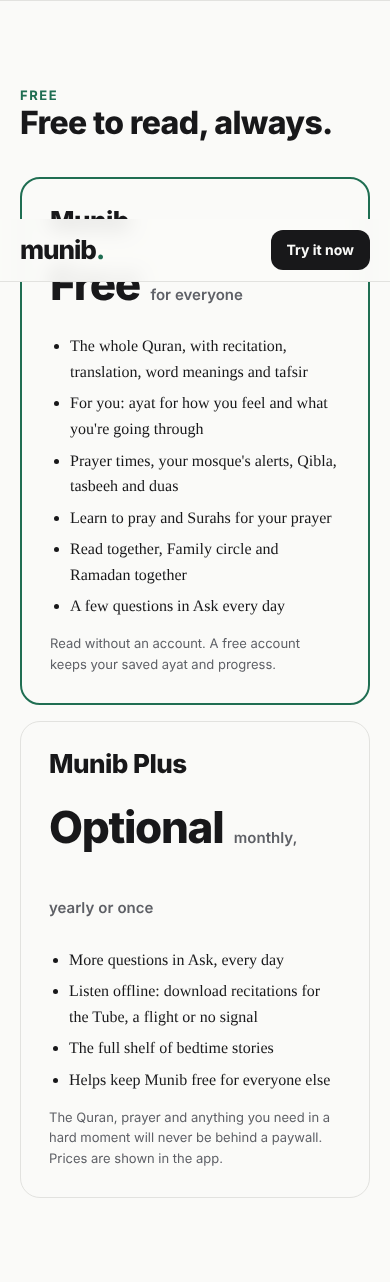 FREE
Free to read, always.
Munib
munib.
Try it now
Free for everyone
The whole Quran, with recitation,
translation, word meanings and tafsir
For you: ayat for how you feel and what
you're going through
Prayer times, your mosque's alerts, Qibla,
tasbeeh and duas
Learn to pray and Surahs for your prayer
Read together, Family circle and
Ramadan together
A few questions in Ask every day
Read without an account. A free account
keeps your saved ayat and progress.
Munib Plus
Optional monthly,
yearly or once
More questions in Ask, every day
Listen offline: download recitations for
the Tube, a flight or no signal
The full shelf of bedtime stories
Helps keep Munib free for everyone else
The Quran, prayer and anything you need in a
hard moment will never be behind a paywall.
Prices are shown in the app.